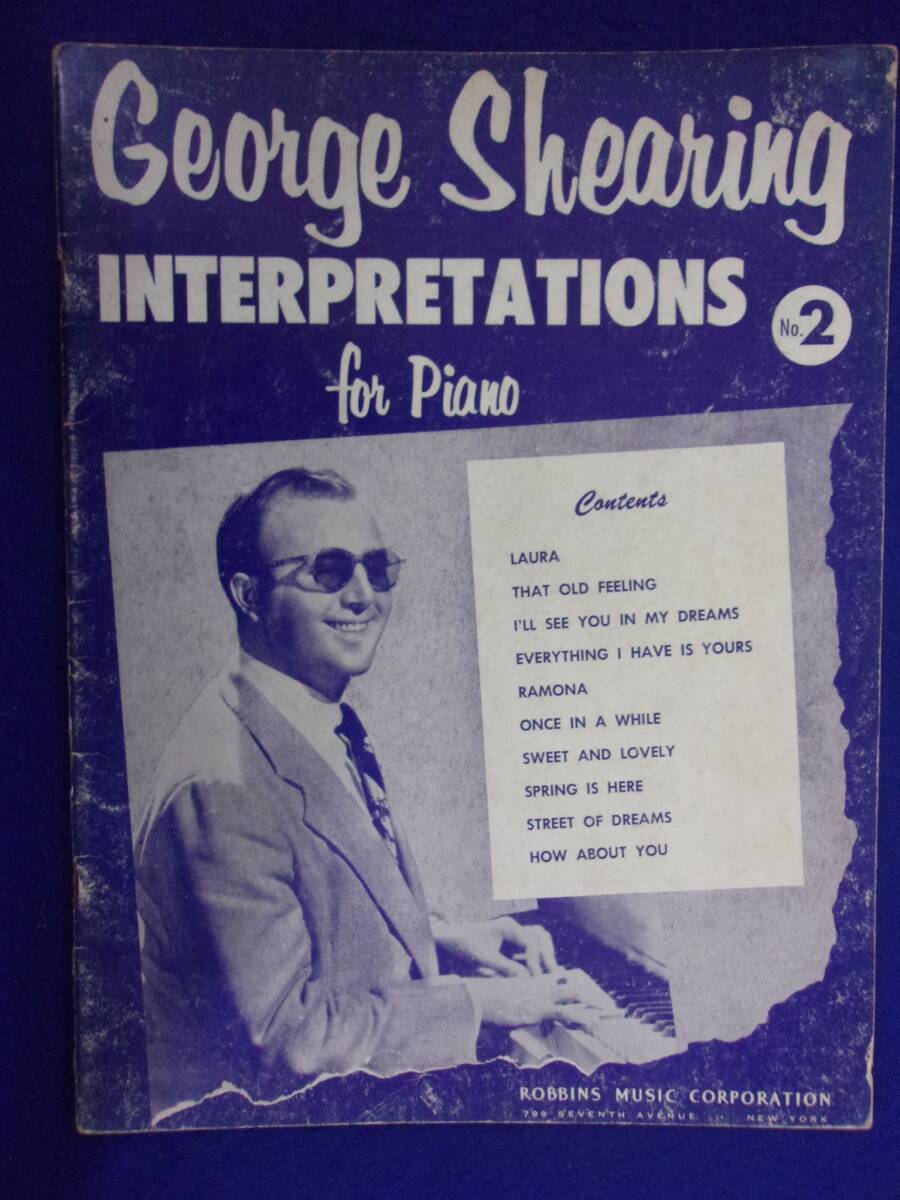 George Shearing
INTERPRETATIONS
No.2
for Piano
Contents
LAURA
THAT OLD FEELING
I'LL SEE YOU IN MY DREAMS
EVERYTHING I HAVE IS YOURS
RAMONA
ONCE IN A WHILE
SWEET AND LOVELY
SPRING IS HERE
STREET OF DREAMS
HOW ABOUT YOU
ROBBINS MUSIC CORPORATION
799 SEVENTH AVENUE · · NEW YORK